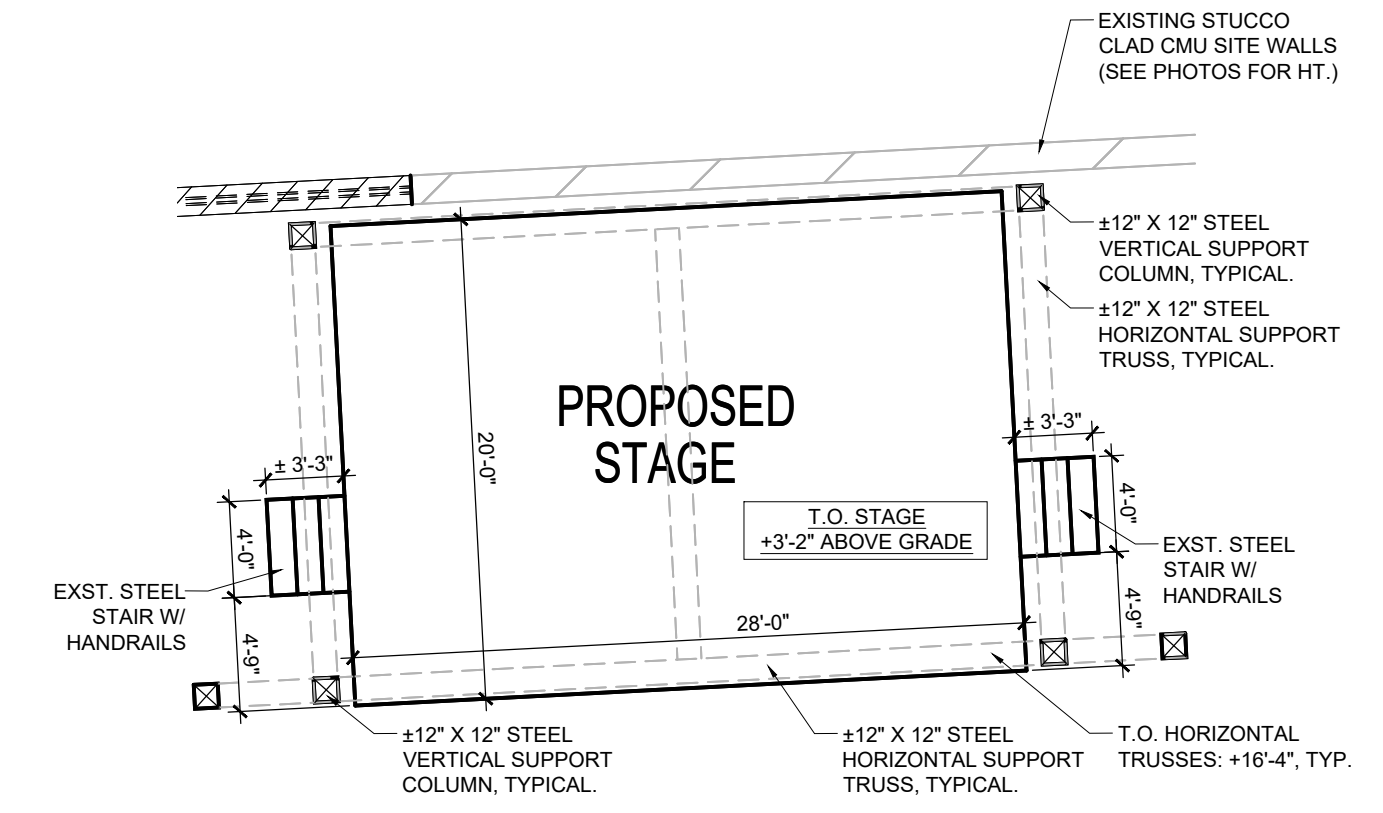 EXISTING STUCCO
CLAD CMU SITE WALLS
(SEE PHOTOS FOR HT.)
±12" X 12" STEEL
VERTICAL SUPPORT
COLUMN, TYPICAL.
±12" X 12" STEEL
HORIZONTAL SUPPORT
TRUSS, TYPICAL.
PROPOSED
STAGE
20'-0"
± 3'-3"
± 3'-3"
4'-0"
4'-0"
T.O. STAGE
+3'-2" ABOVE GRADE
EXST. STEEL
STAIR W/
HANDRAILS
EXST. STEEL
STAIR W/
HANDRAILS
4'-9"
4'-9"
28'-0"
±12" X 12" STEEL
VERTICAL SUPPORT
COLUMN, TYPICAL.
±12" X 12" STEEL
HORIZONTAL SUPPORT
TRUSS, TYPICAL.
T.O. HORIZONTAL
TRUSSES: +16'-4", TYP.